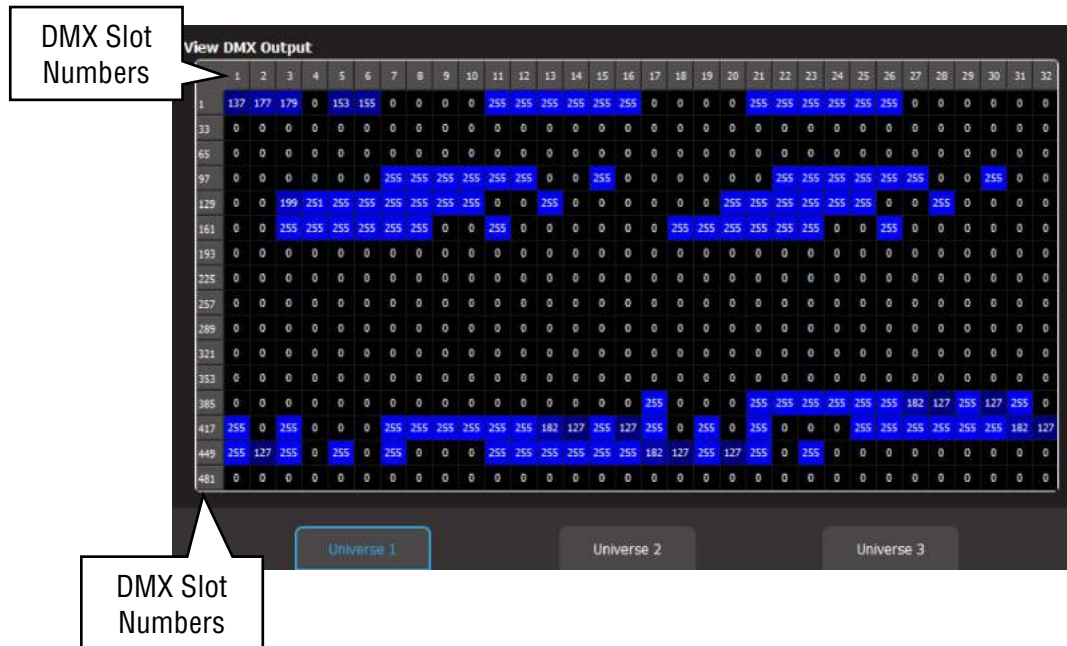 DMX Slot
Numbers
View DMX Output
1 2 3 4 5 6 7 8 9 10 11 12 13 14 15 16 17 18 19 20 21 22 23 24 25 26 27 28 29 30 31 32
1 137 177 179 0 153 155 0 0 0 0 255 255 255 255 255 255 0 0 0 0 255 255 255 255 255 255 0 0 0 0 0 0
33 0 0 0 0 0 0 0 0 0 0 0 0 0 0 0 0 0 0 0 0 0 0 0 0 0 0 0 0 0 0 0 0
65 0 0 0 0 0 0 0 0 0 0 0 0 0 0 0 0 0 0 0 0 0 0 0 0 0 0 0 0 0 0 0 0
97 0 0 0 0 0 0 255 255 255 255 255 255 0 0 255 0 0 0 0 0 0 255 255 255 255 255 255 0 0 255 0 0
129 0 0 199 251 255 255 255 255 255 255 0 0 255 0 0 0 0 0 0 255 255 255 255 255 255 0 0 255 0 0 0 0
161 0 0 255 255 255 255 255 255 0 0 255 0 0 0 0 0 0 255 255 255 255 255 255 0 0 255 0 0 0 0 0 0
193 0 0 0 0 0 0 0 0 0 0 0 0 0 0 0 0 0 0 0 0 0 0 0 0 0 0 0 0 0 0 0 0
225 0 0 0 0 0 0 0 0 0 0 0 0 0 0 0 0 0 0 0 0 0 0 0 0 0 0 0 0 0 0 0 0
257 0 0 0 0 0 0 0 0 0 0 0 0 0 0 0 0 0 0 0 0 0 0 0 0 0 0 0 0 0 0 0 0
289 0 0 0 0 0 0 0 0 0 0 0 0 0 0 0 0 0 0 0 0 0 0 0 0 0 0 0 0 0 0 0 0
321 0 0 0 0 0 0 0 0 0 0 0 0 0 0 0 0 0 0 0 0 0 0 0 0 0 0 0 0 0 0 0 0
353 0 0 0 0 0 0 0 0 0 0 0 0 0 0 0 0 0 0 0 0 0 0 0 0 0 0 0 0 0 0 0 0
385 0 0 0 0 0 0 0 0 0 0 0 0 0 0 0 0 255 0 0 0 255 255 255 255 255 255 182 127 255 127 255 0
417 255 0 255 0 0 0 255 255 255 255 255 255 182 127 255 127 255 0 255 0 255 0 0 0 255 255 255 255 255 255 182 127
449 255 127 255 0 255 0 255 0 0 0 255 255 255 255 255 255 182 127 255 127 255 0 255 0 0 0 0 0 0 0 0 0
481 0 0 0 0 0 0 0 0 0 0 0 0 0 0 0 0 0 0 0 0 0 0 0 0 0 0 0 0 0 0 0 0
Universe 1 Universe 2 Universe 3
DMX Slot
Numbers